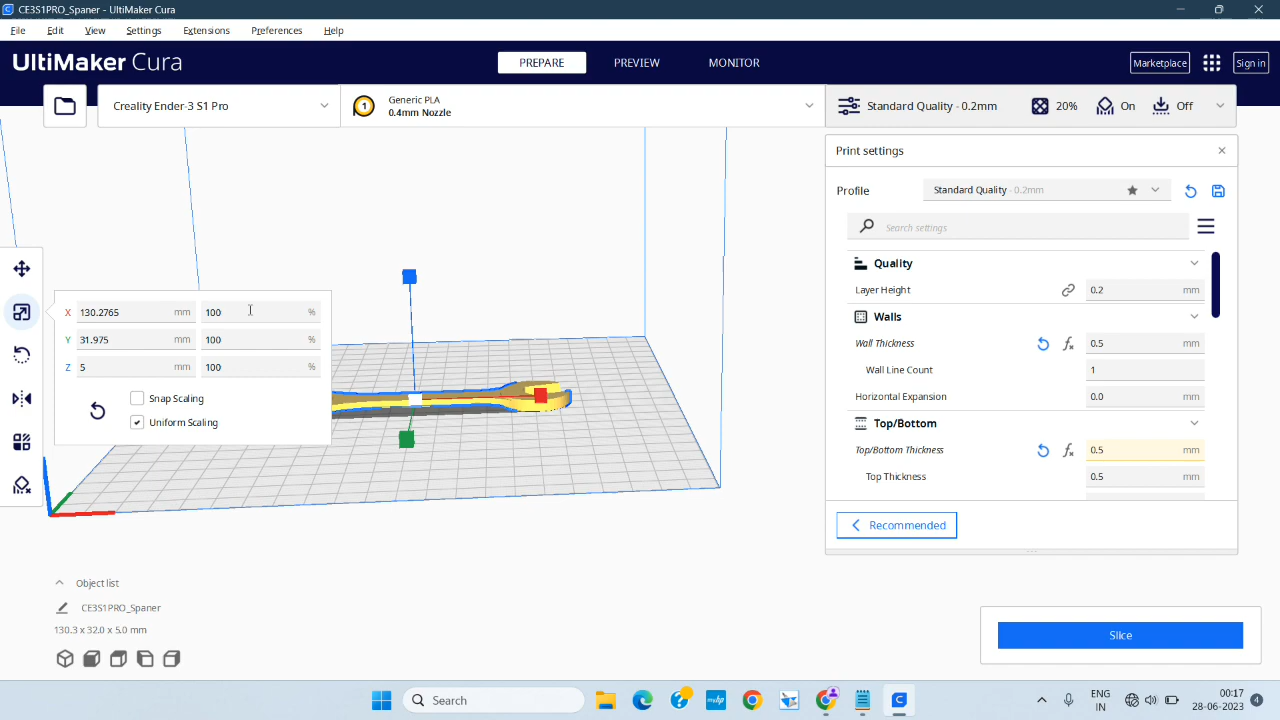 CE3S1PRO_Spaner - UltiMaker Cura
File Edit View Settings Extensions Preferences Help
UltiMaker Cura
PREPARE PREVIEW MONITOR
Marketplace Sign in
Creality Ender-3 S1 Pro
1
Generic PLA
0.4mm Nozzle
Standard Quality - 0.2mm 20% On Off
Print settings
Profile Standard Quality - 0.2mm
Search settings
Quality
Layer Height 0.2 mm
Walls
Wall Thickness fx 0.5 mm
Wall Line Count 1
Horizontal Expansion 0.0 mm
Top/Bottom
Top/Bottom Thickness fx 0.5 mm
Top Thickness 0.5 mm
Recommended
X 130.2765 mm 100 %
Y 31.975 mm 100 %
Z 5 mm 100 %
Snap Scaling
Uniform Scaling
Object list
CE3S1PRO_Spaner
130.3 x 32.0 x 5.0 mm
Slice
Search
myhp
ENG
IN
00:17
28-06-2023
4